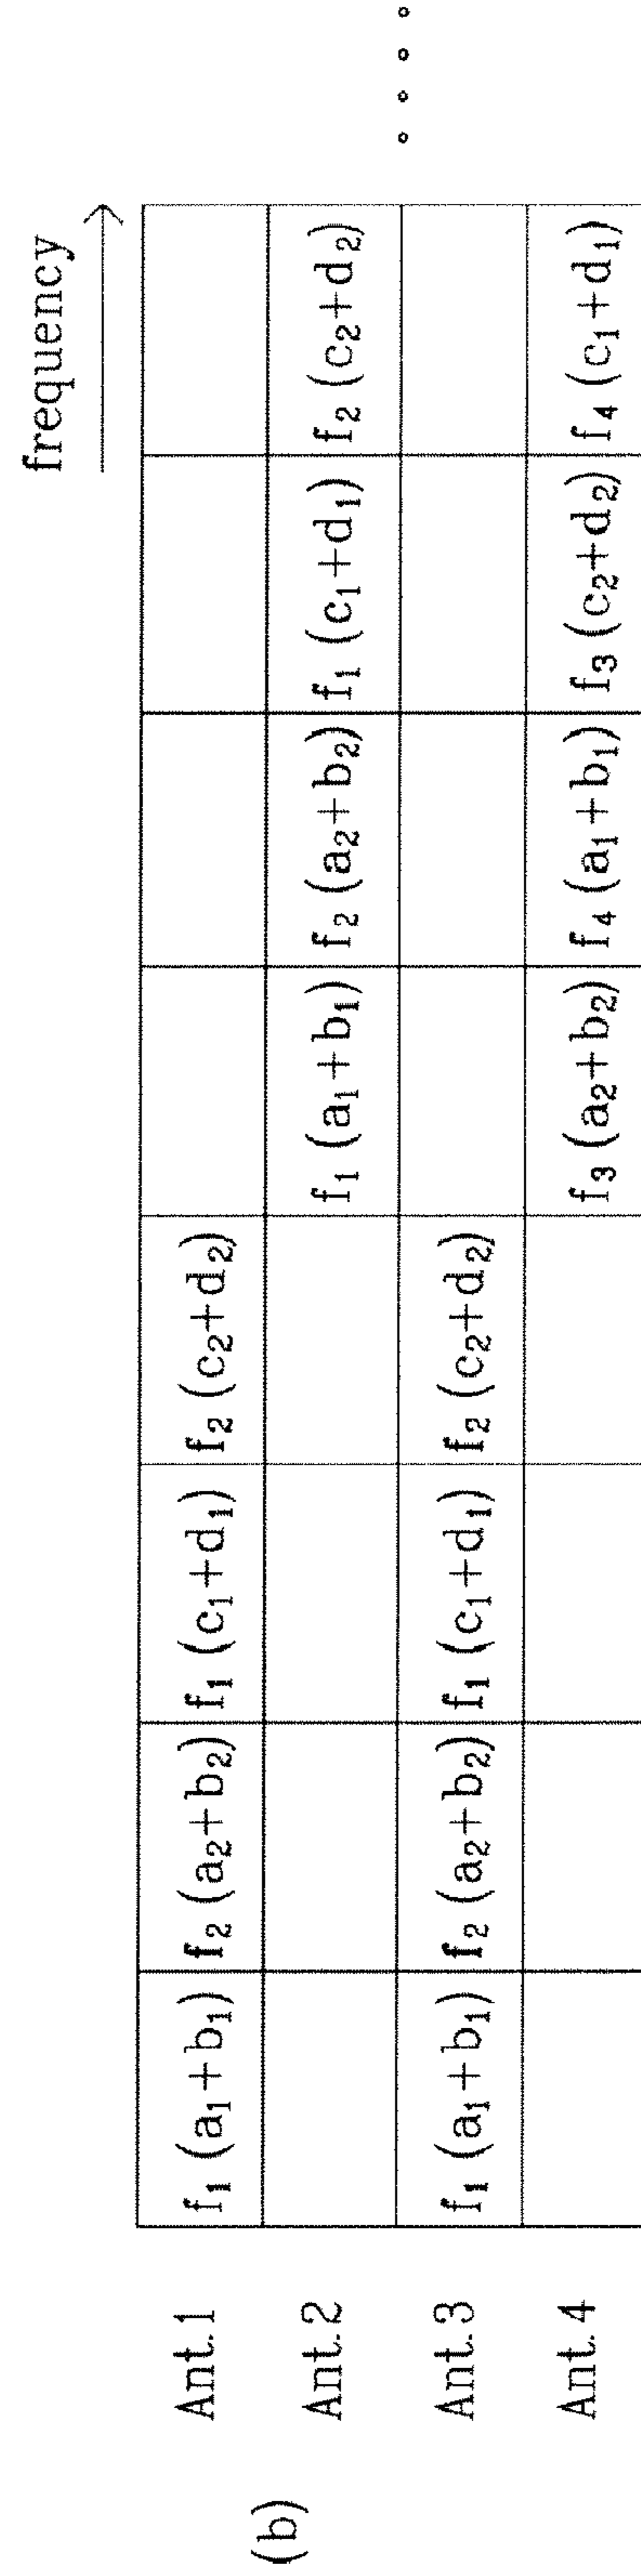 frequency
(b)
Ant.1 f₁ (a₁+b₁) f₂ (a₂+b₂) f₁ (c₁+d₁) f₂ (c₂+d₂)
Ant.2 f₁ (a₁+b₁) f₂ (a₂+b₂) f₁ (c₁+d₁) f₂ (c₂+d₂)
Ant.3 f₁ (a₁+b₁) f₂ (a₂+b₂) f₁ (c₁+d₁) f₂ (c₂+d₂)
Ant.4 f₃ (a₂+b₂) f₄ (a₁+b₁) f₃ (c₂+d₂) f₄ (c₁+d₁)